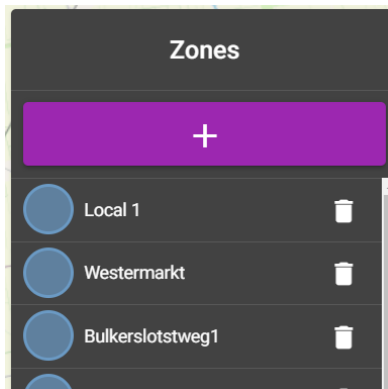 Zones
+
Local 1
Westermarkt
Bulkerslotstweg1